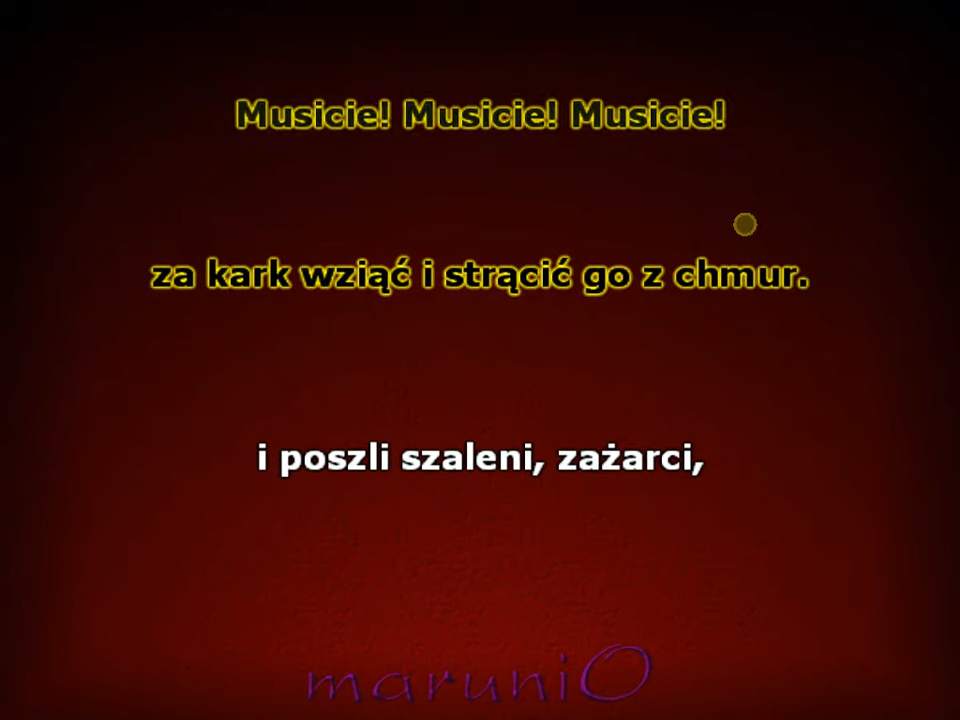 Musicie! Musicie! Musicie!
za kark wziąć i strącić go z chmur.
i poszli szaleni, zażarci,
maruniO